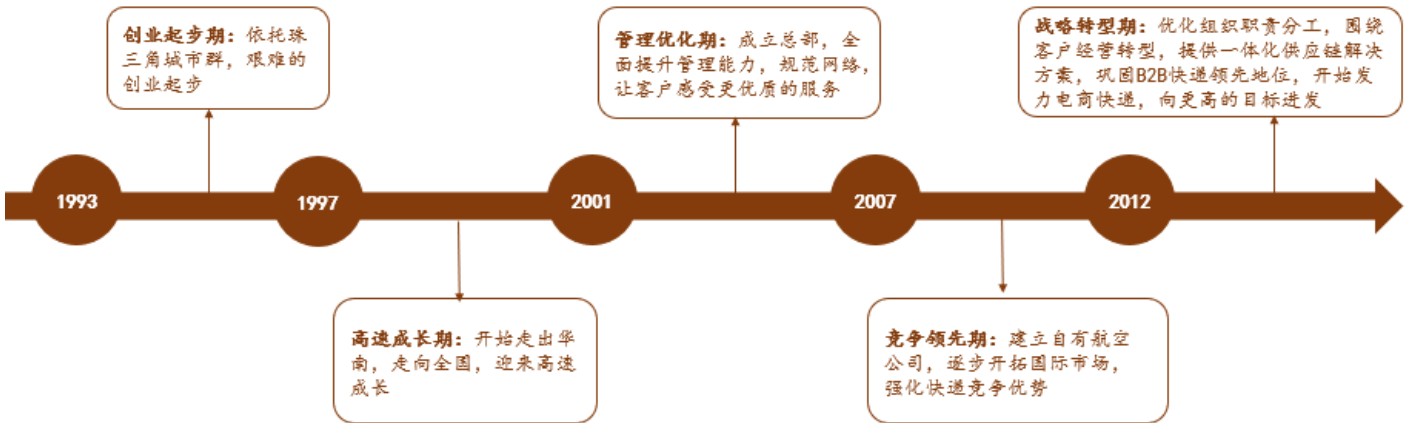 创业起步期：依托珠
三角城市群，艰难的
创业起步
管理优化期：成立总部，全
面提升管理能力，规范网络，
让客户感受更优质的服务
战略转型期：优化组织职责分工，围绕
客户经营转型，提供一体化供应链解决
方案，巩固B2B快递领先地位，开始发
力电商快递，向更高的目标进发
1993
1997
2001
2007
2012
高速成长期：开始走出华
南，走向全国，迎来高速
成长
竞争领先期：建立自有航空
公司，逐步开拓国际市场，
强化快递竞争优势